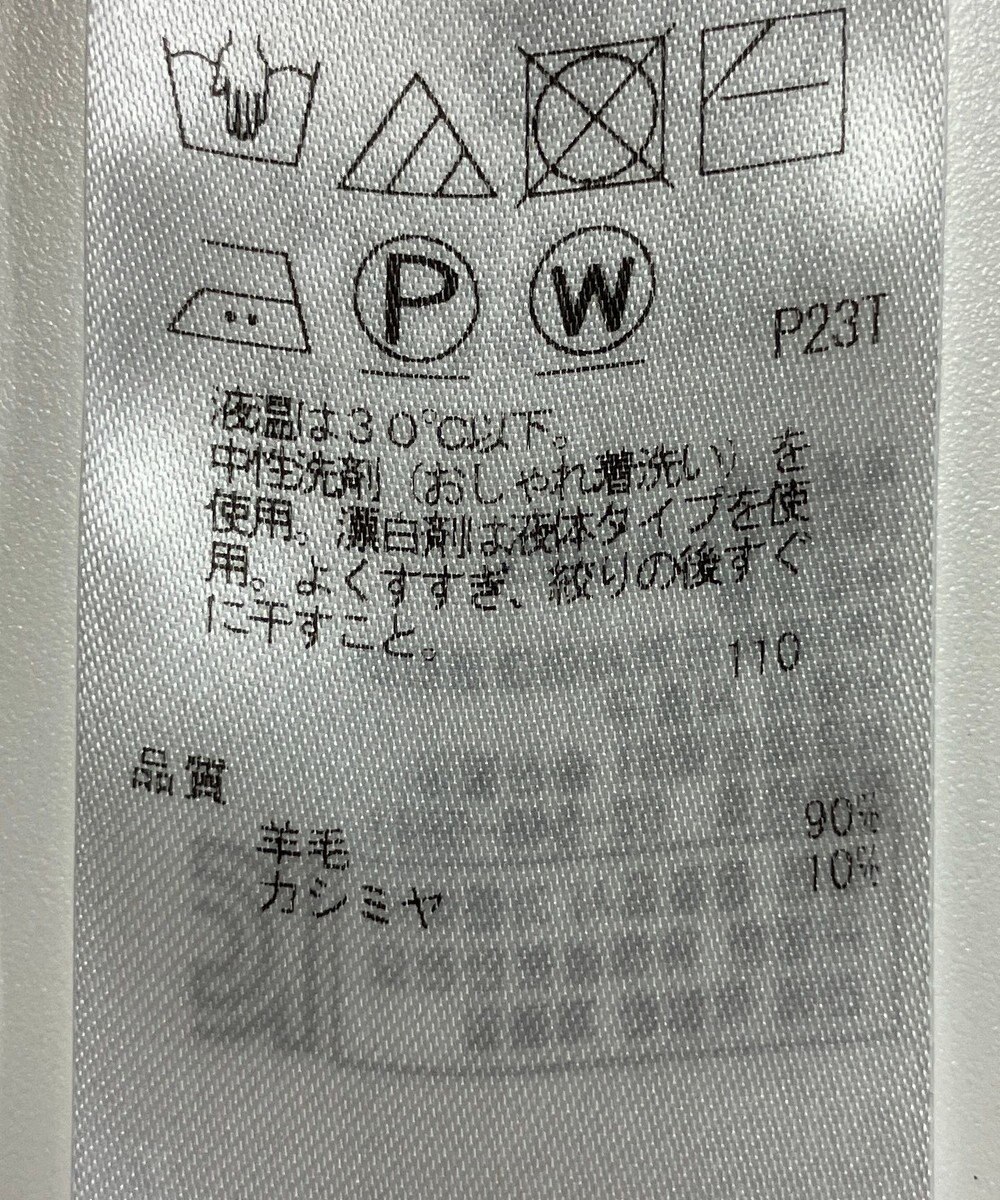 P W
P23T
液温は30℃以下。
中性洗剤（おしゃれ着洗い）を
使用。漂白剤は液体タイプを使
用。よくすすぎ、絞りの後すぐ
に干すこと。
110
品質
羊毛 90%
カシミヤ 10%